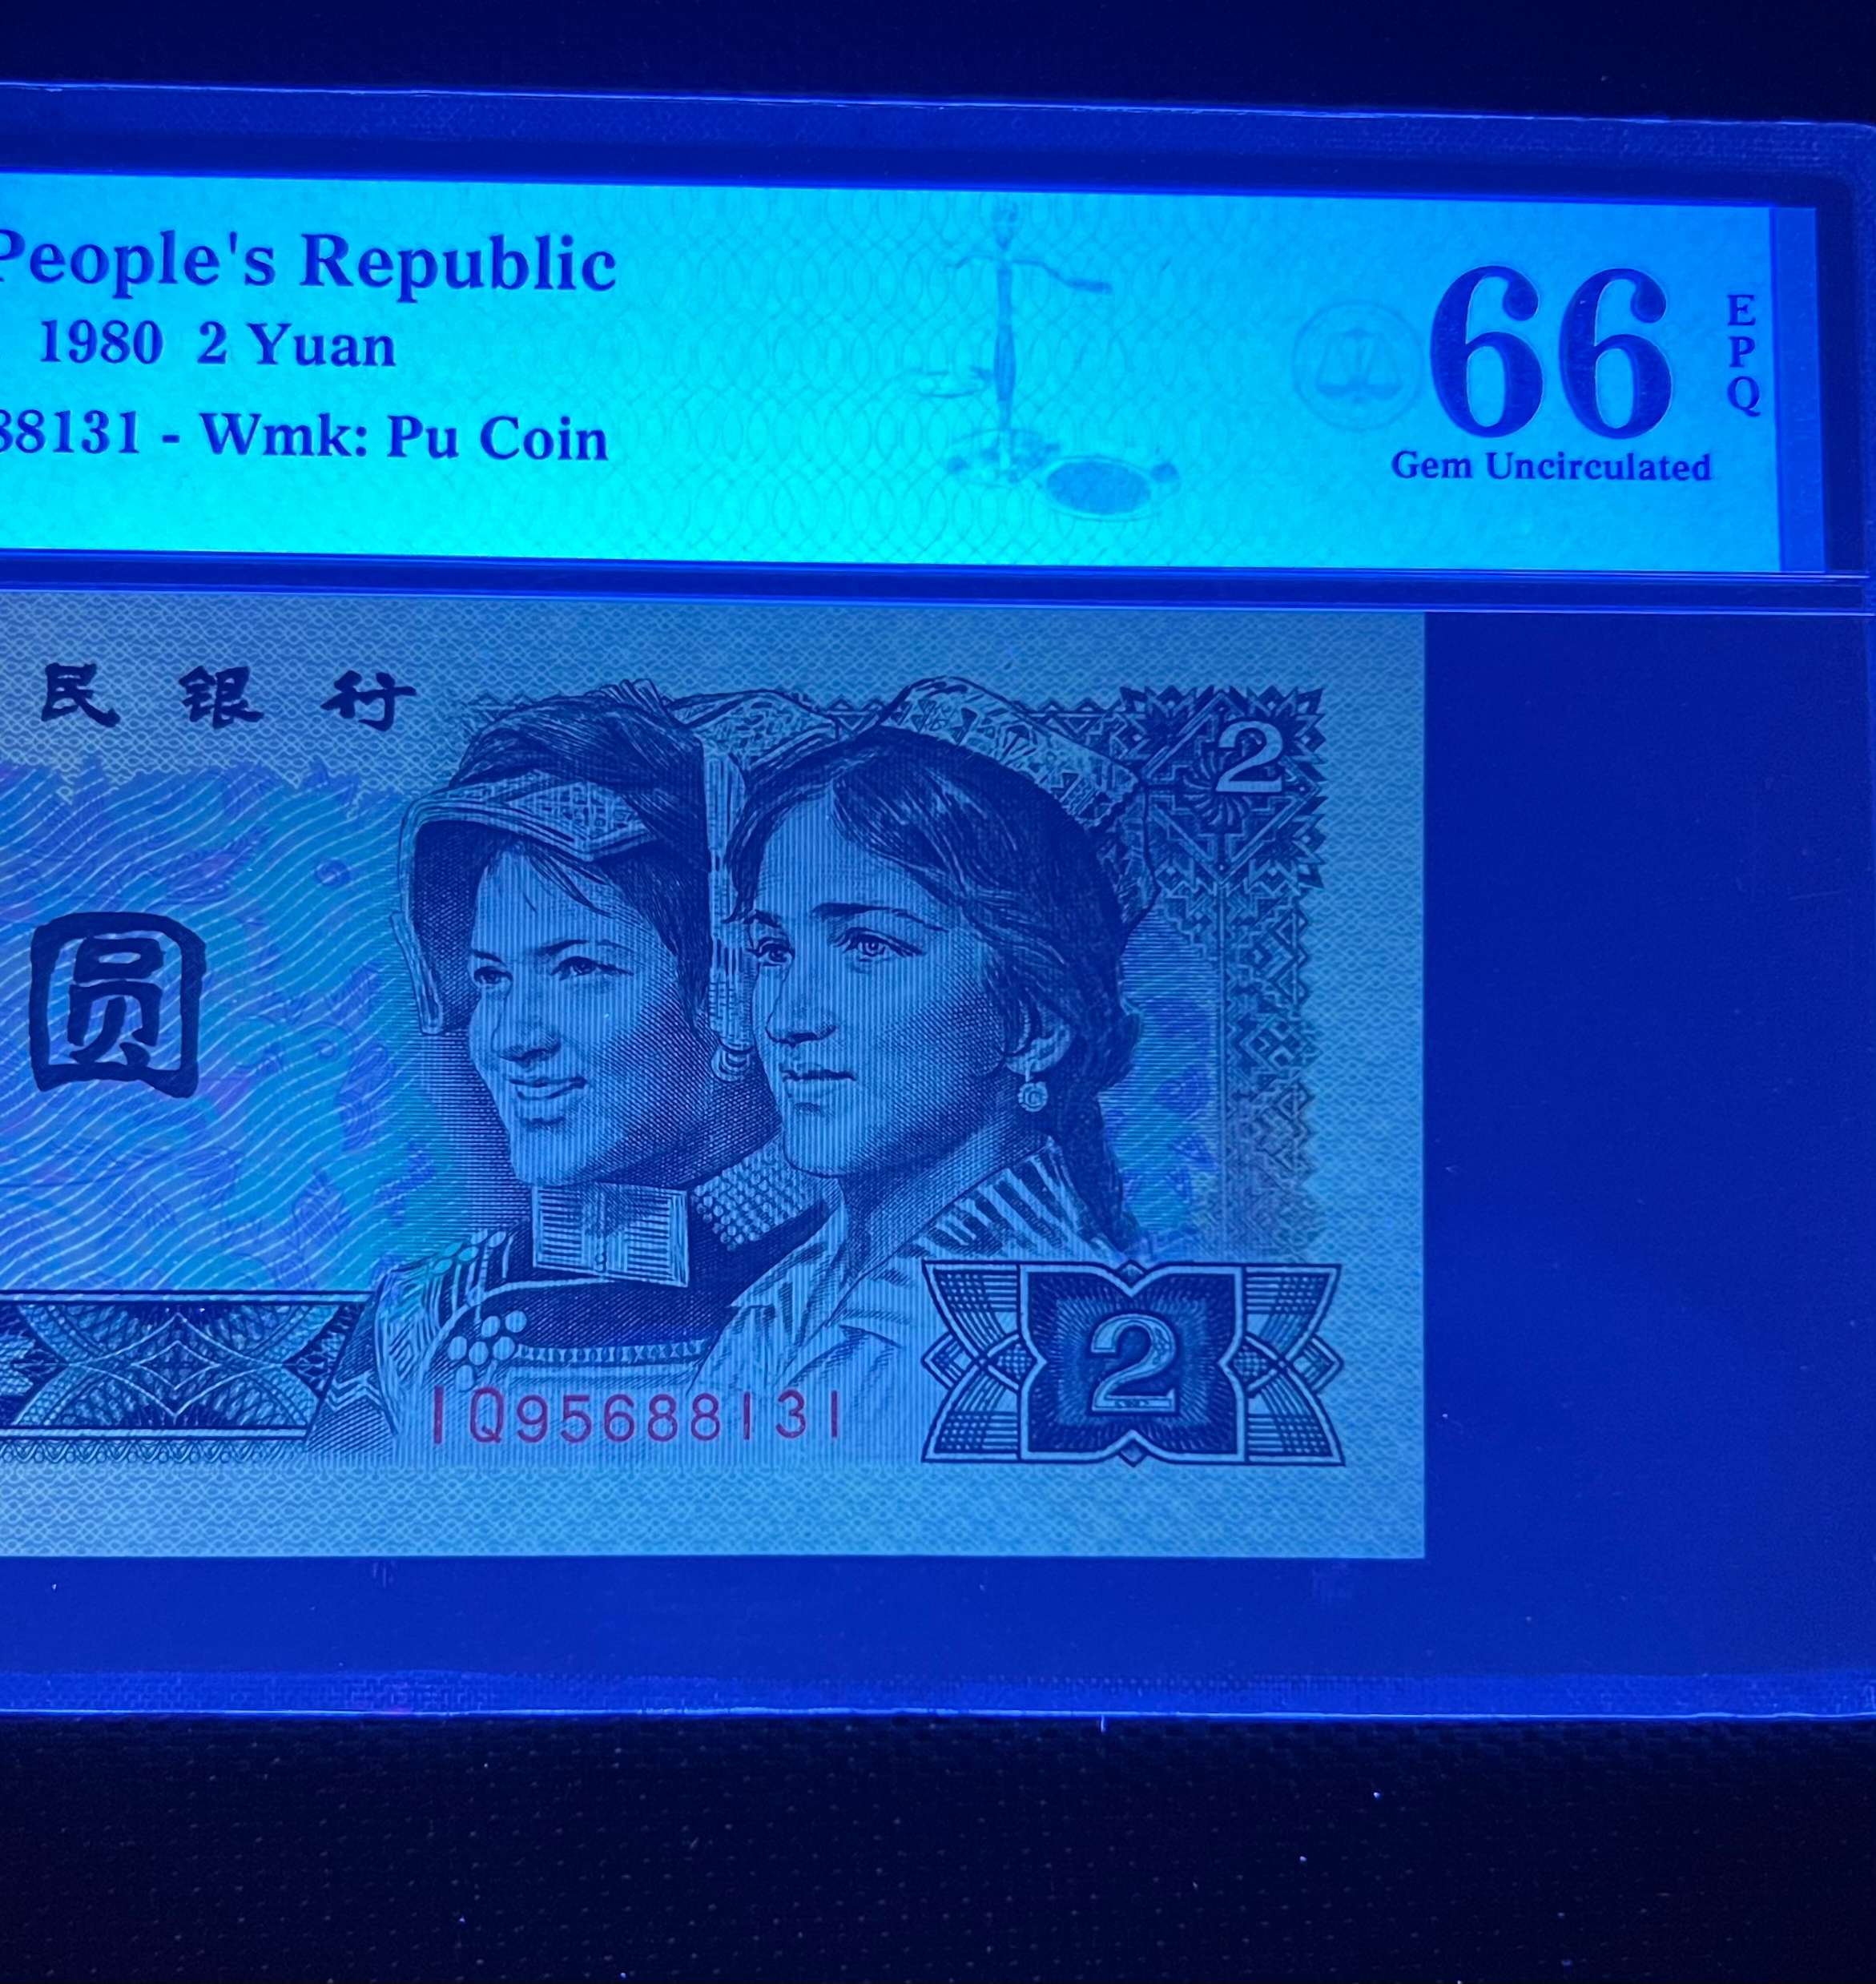 People's Republic
1980 2 Yuan
88131 - Wmk: Pu Coin
66
EPQ
Gem Uncirculated
民银行
2
圆
2
IQ95688131